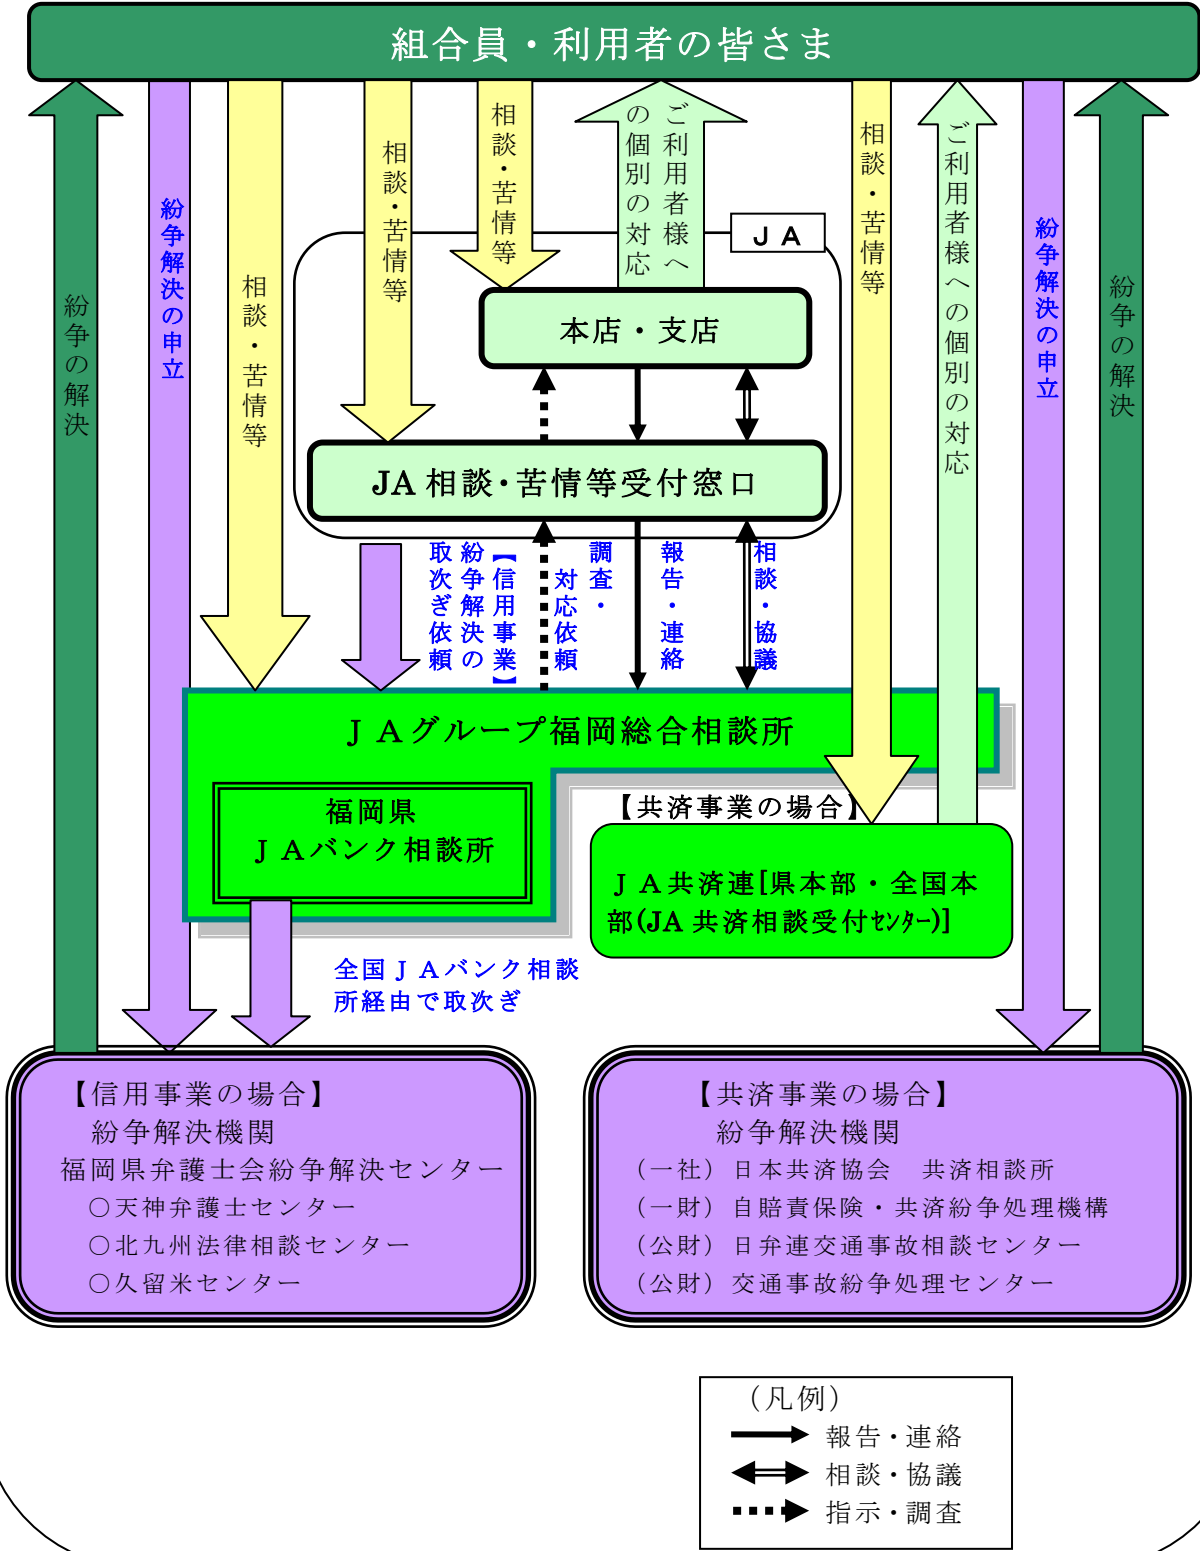 組合員・利用者の皆さま
紛争の解決
紛争解決の申立
相談・苦情等
相談・苦情等
相談・苦情等
ご利用者様へ
の個別の対応
相談・苦情等
ご利用者様への個別の対応
紛争解決の申立
紛争の解決
ＪＡ
本店・支店
JA 相談・苦情等受付窓口
【信用事業】
紛争解決の
取次ぎ依頼
調査・
対応依頼
報告・連絡
相談・協議
ＪＡグループ福岡総合相談所
福岡県
ＪＡバンク相談所
【共済事業の場合】
ＪＡ共済連[県本部・全国本
部(JA 共済相談受付ｾﾝﾀｰ)]
全国ＪＡバンク相談
所経由で取次ぎ
【信用事業の場合】
紛争解決機関
福岡県弁護士会紛争解決センター
○天神弁護士センター
○北九州法律相談センター
○久留米センター
【共済事業の場合】
紛争解決機関
（一社）日本共済協会　共済相談所
（一財）自賠責保険・共済紛争処理機構
（公財）日弁連交通事故相談センター
（公財）交通事故紛争処理センター
（凡例）
報告・連絡
相談・協議
指示・調査